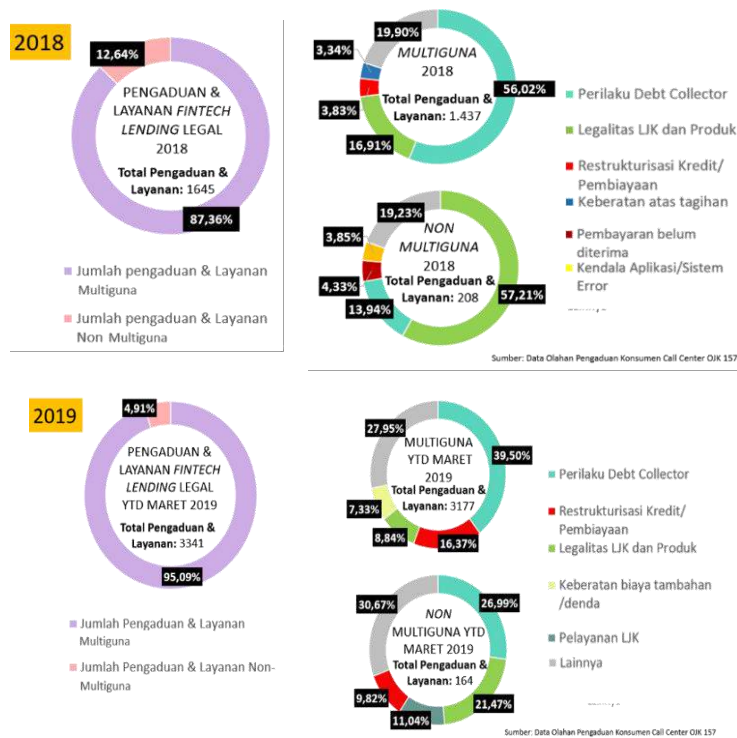 2018
12,64%
PENGADUAN &
LAYANAN FINTECH
LENDING LEGAL
2018
Total Pengaduan &
Layanan: 1645
87,36%
Jumlah pengaduan & Layanan
Multiguna
Jumlah pengaduan & Layanan
Non Multiguna
19,90%
3,34%
MULTIGUNA
2018
Total Pengaduan &
Layanan: 1.437
56,02%
3,83%
16,91%
19,23%
NON
MULTIGUNA
2018
3,85%
Total Pengaduan &
Layanan: 208
4,33%
57,21%
13,94%
Perilaku Debt Collector
Legalitas LJK dan Produk
Restrukturisasi Kredit/
Pembiayaan
Keberatan atas tagihan
Pembayaran belum
diterima
Kendala Aplikasi/Sistem
Error
Sumber: Data Olahan Pengaduan Konsumen Call Center OJK 157
2019
4,91%
PENGADUAN &
LAYANAN FINTECH
LENDING LEGAL
YTD MARET 2019
Total Pengaduan &
Layanan: 3341
95,09%
Jumlah Pengaduan & Layanan
Multiguna
Jumlah Pengaduan & Layanan Non-
Multiguna
27,95%
MULTIGUNA
YTD MARET
2019
39,50%
Total Pengaduan &
Layanan: 3177
7,33%
8,84%
16,37%
30,67%
26,99%
NON
MULTIGUNA YTD
MARET 2019
Total Pengaduan &
Layanan: 164
9,82%
21,47%
11,04%
Perilaku Debt Collector
Restrukturisasi Kredit/
Pembiayaan
Legalitas LJK dan Produk
Keberatan biaya tambahan
/denda
Pelayanan LJK
Lainnya
Sumber: Data Olahan Pengaduan Konsumen Call Center OJK 157